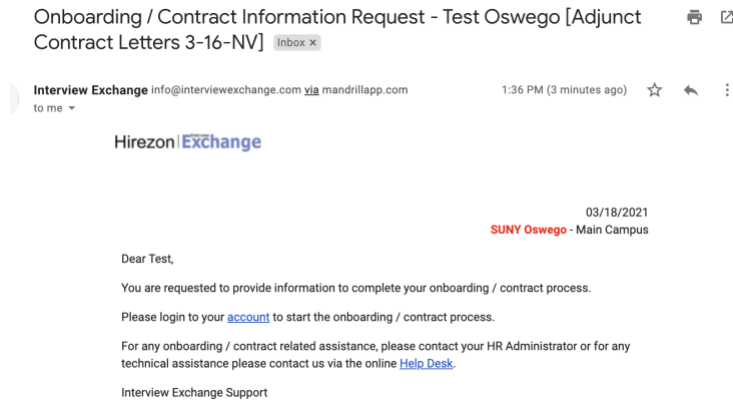 Onboarding / Contract Information Request - Test Oswego [Adjunct
Contract Letters 3-16-NV] Inbox ×
Interview Exchange info@interviewexchange.com via mandrillapp.com 1:36 PM (3 minutes ago)
to me
Hirezon Exchange
03/18/2021
SUNY Oswego - Main Campus
Dear Test,
You are requested to provide information to complete your onboarding / contract process.
Please login to your account to start the onboarding / contract process.
For any onboarding / contract related assistance, please contact your HR Administrator or for any
technical assistance please contact us via the online Help Desk.
Interview Exchange Support